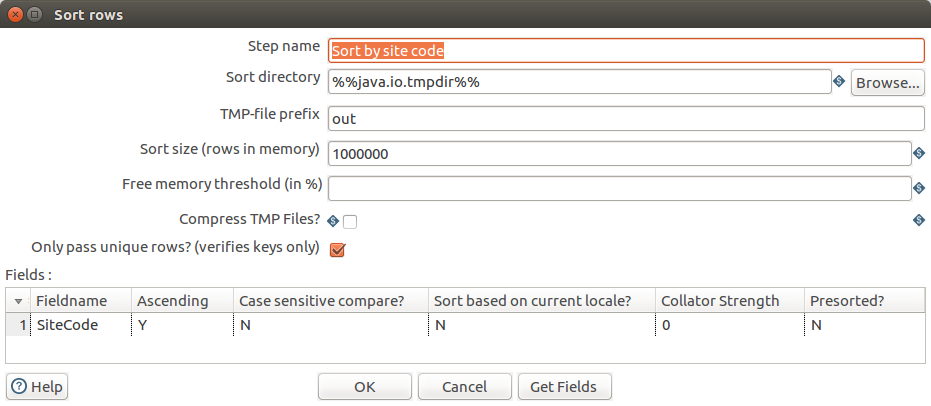 Sort rows
Step name Sort by site code
Sort directory %%java.io.tmpdir%% Browse...
TMP-file prefix out
Sort size (rows in memory) 1000000
Free memory threshold (in %)
Compress TMP Files?
Only pass unique rows? (verifies keys only)
Fields :
Fieldname Ascending Case sensitive compare? Sort based on current locale? Collator Strength Presorted?
1 SiteCode Y N N 0 N
Help OK Cancel Get Fields